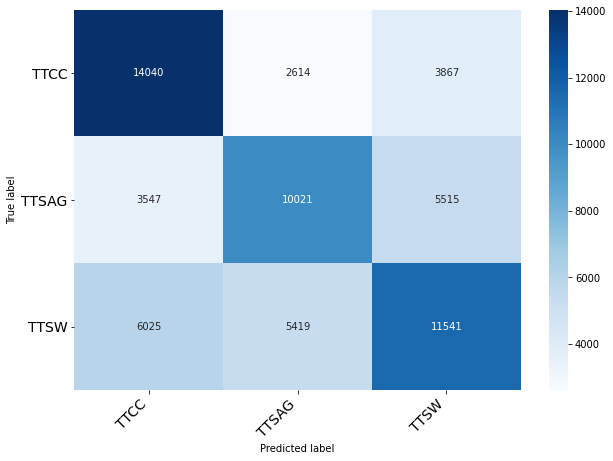 TTCC 14040 2614 3867
TTSAG 3547 10021 5515
TTSW 6025 5419 11541
TTCC TTSAG TTSW
True label
Predicted label
14000
12000
10000
8000
6000
4000